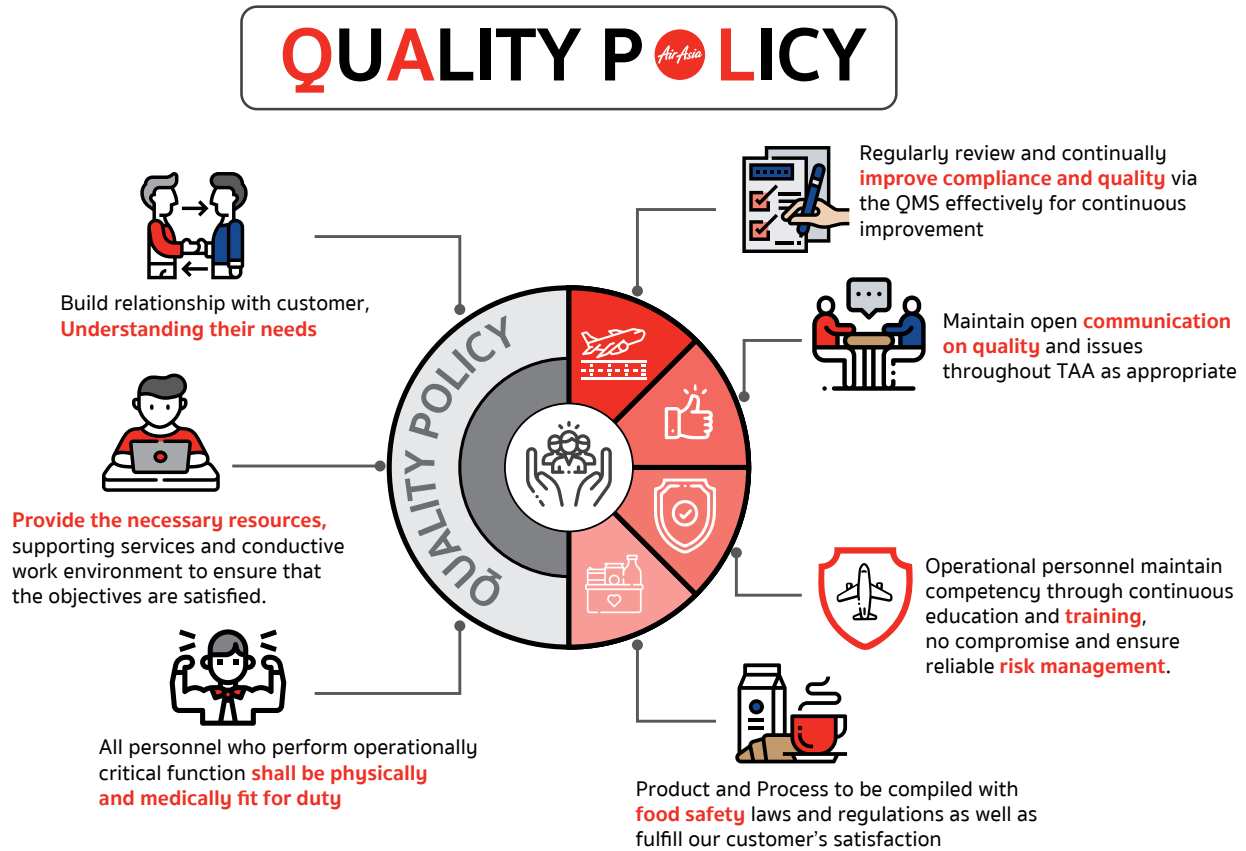 QUALITY POLICY
AirAsia
Build relationship with customer,
Understanding their needs
Provide the necessary resources,
supporting services and conductive
work environment to ensure that
the objectives are satisfied.
All personnel who perform operationally
critical function shall be physically
and medically fit for duty
QUALITY POLICY
Regularly review and continually
improve compliance and quality via
the QMS effectively for continuous
improvement
Maintain open communication
on quality and issues
throughout TAA as appropriate
Operational personnel maintain
competency through continuous
education and training,
no compromise and ensure
reliable risk management.
Product and Process to be compiled with
food safety laws and regulations as well as
fulfill our customer's satisfaction